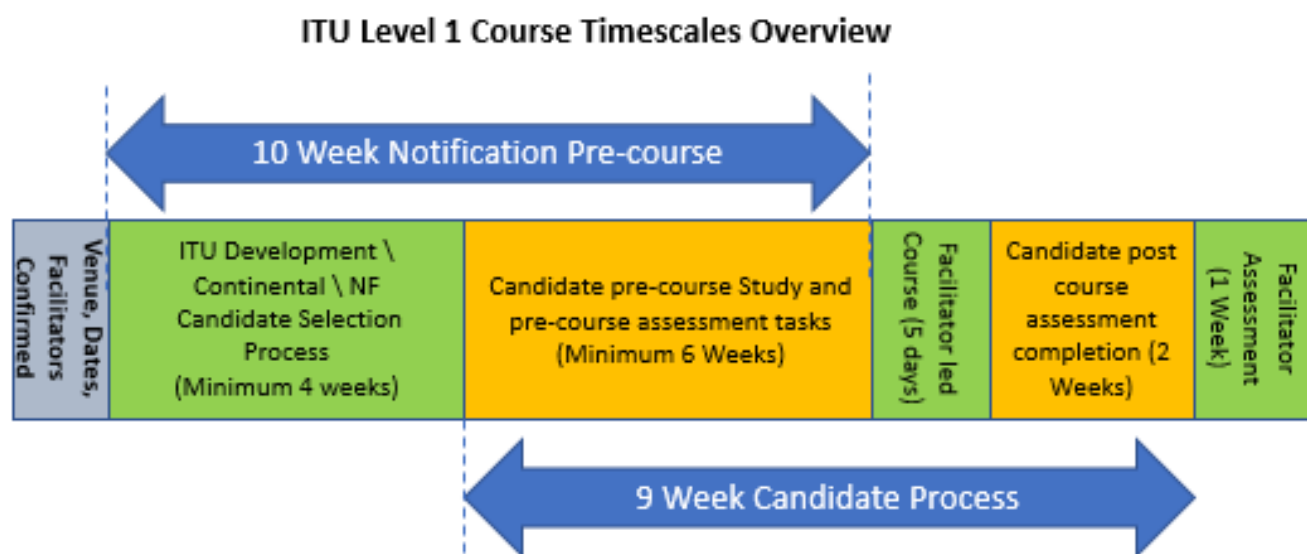 ITU Level 1 Course Timescales Overview
10 Week Notification Pre-course
Venue, Dates,
Facilitators
Confirmed
ITU Development \
Continental \ NF
Candidate Selection
Process
(Minimum 4 weeks)
Candidate pre-course Study and
pre-course assessment tasks
(Minimum 6 Weeks)
Facilitator led
Course (5 days)
Candidate post
course
assessment
completion (2
Weeks)
Facilitator
Assessment
(1 Week)
9 Week Candidate Process